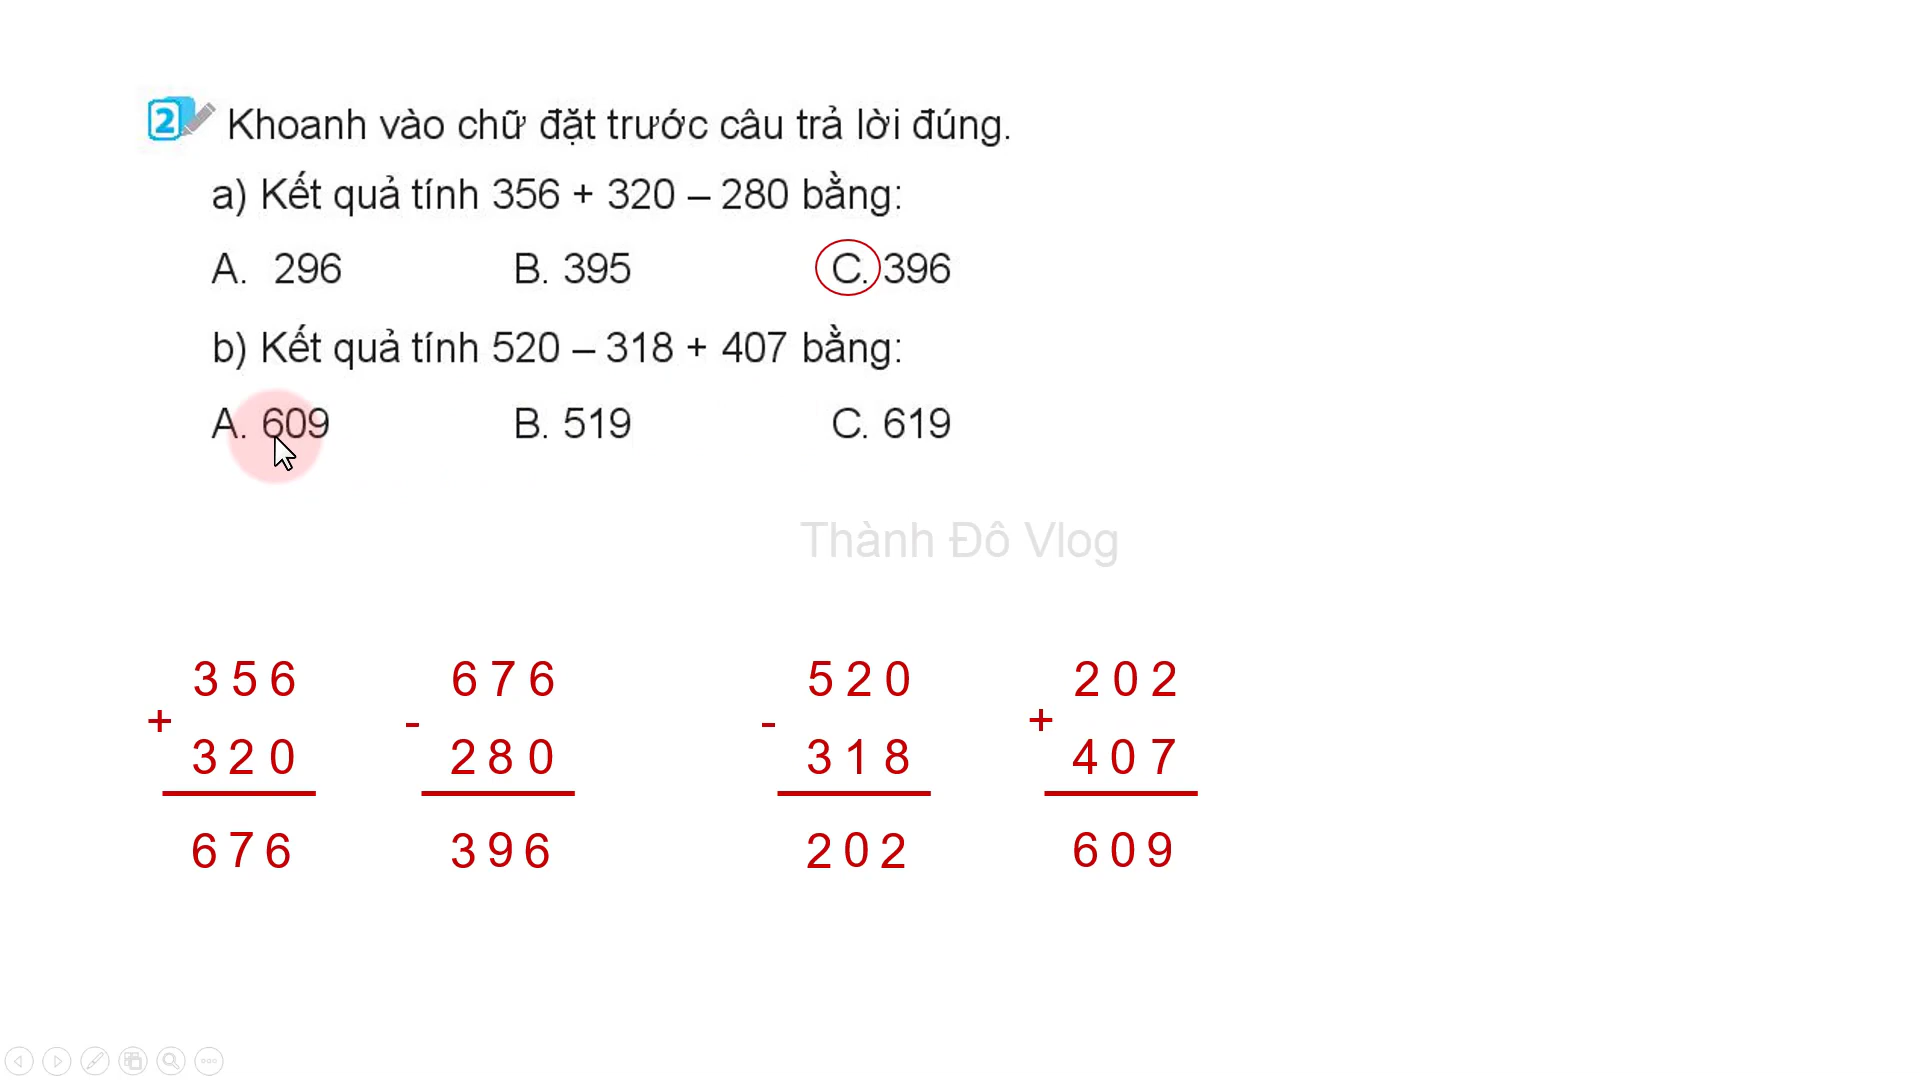 2 Khoanh vào chữ đặt trước câu trả lời đúng.
a) Kết quả tính 356 + 320 – 280 bằng:
A. 296 B. 395 C. 396
b) Kết quả tính 520 – 318 + 407 bằng:
A. 609 B. 519 C. 619
Thành Đô Vlog
356 676 520 202
+ - - +
320 280 318 407
676 396 202 609